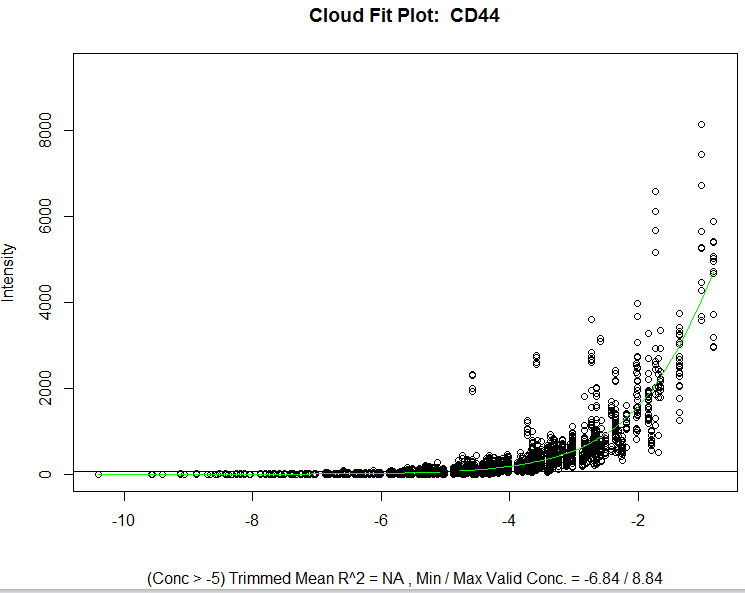 Cloud Fit Plot: CD44
Intensity
8000
6000
4000
2000
0
-10 -8 -6 -4 -2
(Conc > -5) Trimmed Mean R^2 = NA , Min / Max Valid Conc. = -6.84 / 8.84